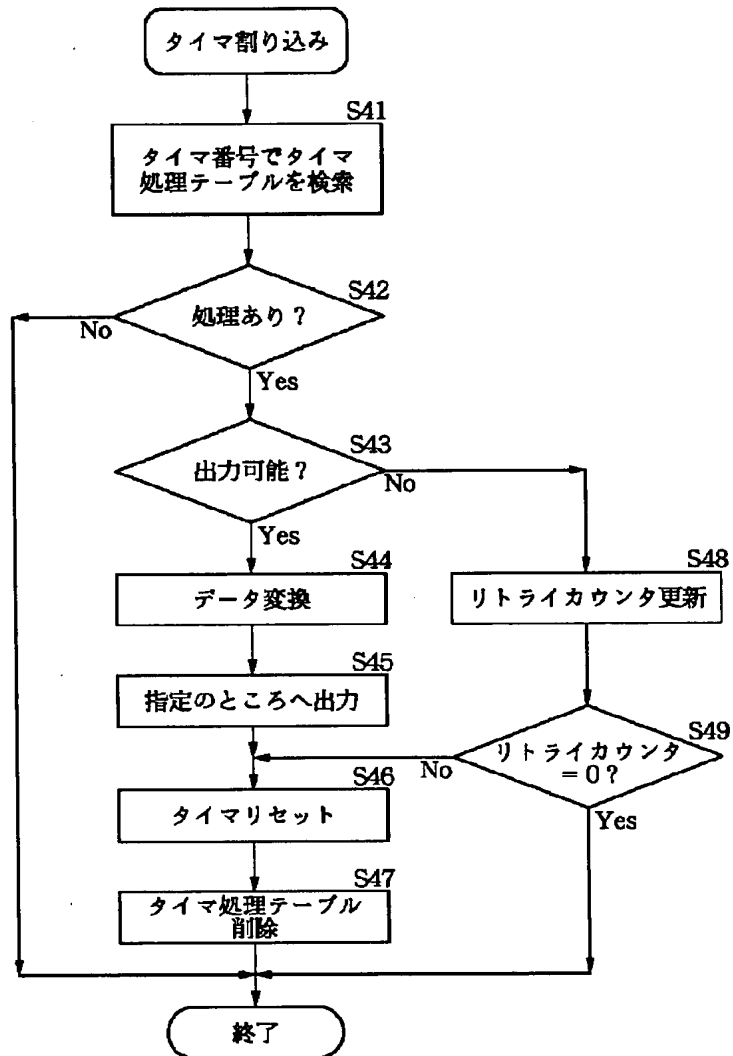 タイマ割り込み
S41
タイマ番号でタイマ
処理テーブルを検索
S42
処理あり？
No
Yes
S43
出力可能？
No
Yes
S44
データ変換
S48
リトライカウンタ更新
S45
指定のところへ出力
S49
リトライカウンタ
＝０？
No
Yes
S46
タイマリセット
S47
タイマ処理テーブル
削除
終了